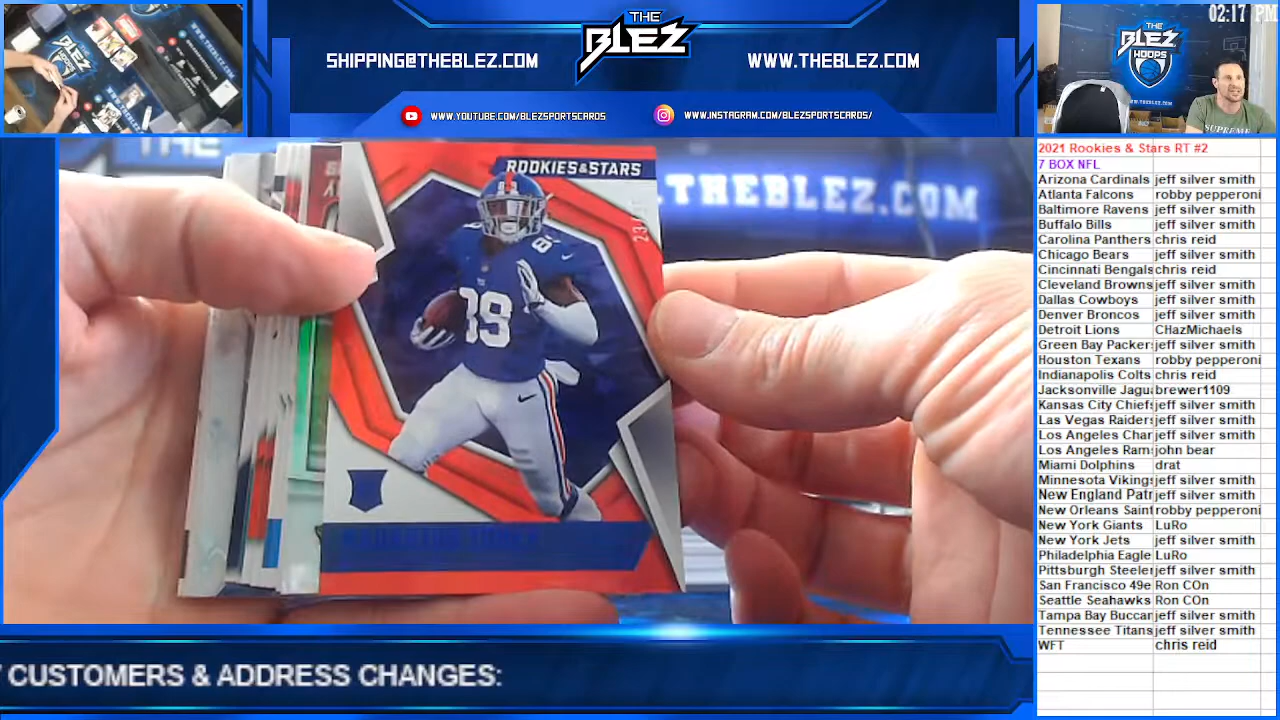 02:17 PM
THE
BLEZ
SHIPPING@THEBLEZ.COM
WWW.THEBLEZ.COM
WWW.YOUTUBE.COM/BLEZSPORTSCARDS
WWW.INSTAGRAM.COM/BLEZSPORTSCARDS/
THE
BLEZ
HOOPS
SUPREME
THE
.THEBLEZ.COM
ROOKIES&STARS
89
2021 Rookies & Stars RT #2
7 BOX NFL
Arizona Cardinals jeff silver smith
Atlanta Falcons robby pepperoni
Baltimore Ravens jeff silver smith
Buffalo Bills jeff silver smith
Carolina Panthers chris reid
Chicago Bears jeff silver smith
Cincinnati Bengals chris reid
Cleveland Browns jeff silver smith
Dallas Cowboys jeff silver smith
Denver Broncos jeff silver smith
Detroit Lions CHazMichaels
Green Bay Packer jeff silver smith
Houston Texans robby pepperoni
Indianapolis Colts chris reid
Jacksonville Jagu brewer1109
Kansas City Chief jeff silver smith
Las Vegas Raider jeff silver smith
Los Angeles Char jeff silver smith
Los Angeles Ram john bear
Miami Dolphins drat
Minnesota Viking jeff silver smith
New England Patr jeff silver smith
New Orleans Saint robby pepperoni
New York Giants LuRo
New York Jets jeff silver smith
Philadelphia Eagle LuRo
Pittsburgh Steeler jeff silver smith
San Francisco 49e Ron COn
Seattle Seahawks Ron COn
Tampa Bay Buccan jeff silver smith
Tennessee Titans jeff silver smith
WFT chris reid
CUSTOMERS & ADDRESS CHANGES: